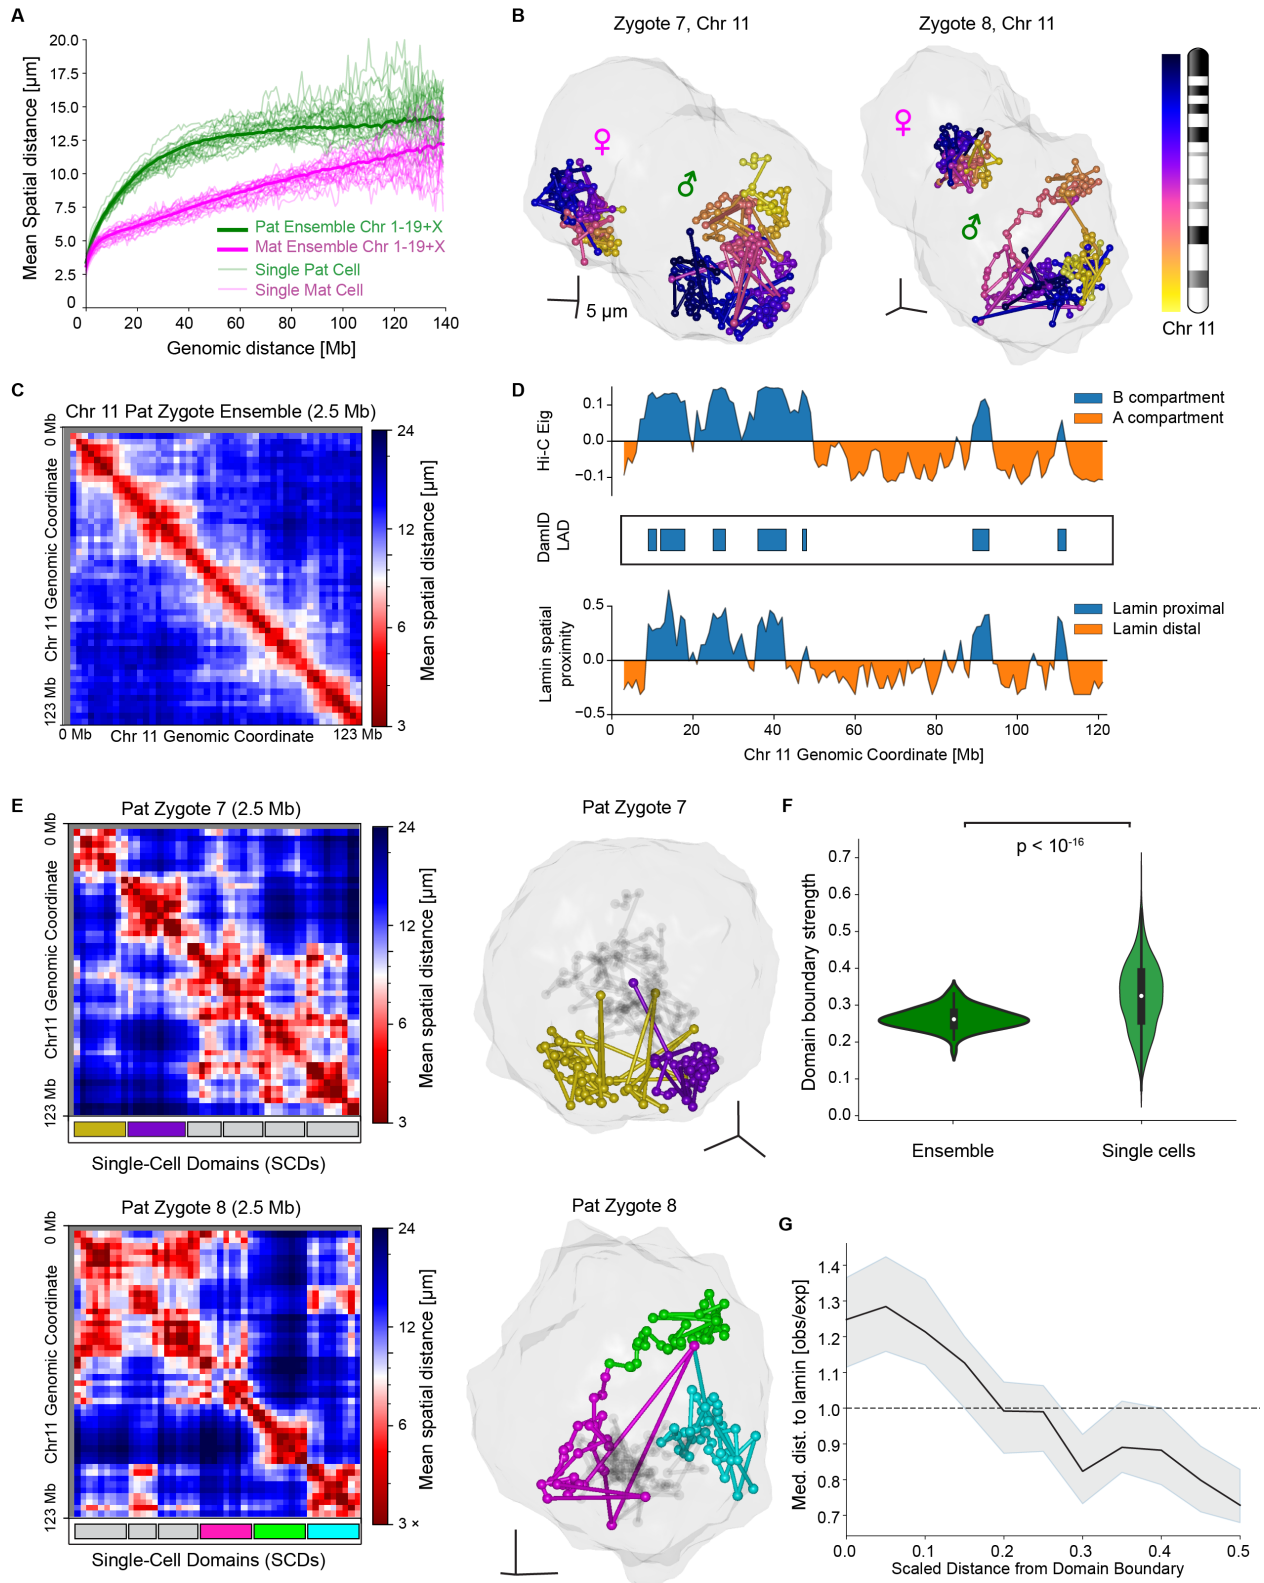 A
Mean Spatial distance [µm]
20.0
17.5
15.0
12.5
10.0
7.5
5.0
2.5
0
Pat Ensemble Chr 1-19+X
Mat Ensemble Chr 1-19+X
Single Pat Cell
Single Mat Cell
0 20 40 60 80 100 120 140
Genomic distance [Mb]
B
Zygote 7, Chr 11
Zygote 8, Chr 11
♀
♂
♀
♂
5 µm
Chr 11
C
Chr 11 Pat Zygote Ensemble (2.5 Mb)
0 Mb
Chr 11 Genomic Coordinate
123 Mb
0 Mb Chr 11 Genomic Coordinate 123 Mb
24
12
6
3
Mean spatial distance [µm]
D
Hi-C Eig
0.1
0.0
−0.1
B compartment
A compartment
DamID
LAD
Lamin spatial
proximity
0.5
0.0
−0.5
Lamin proximal
Lamin distal
0 20 40 60 80 100 120
Chr 11 Genomic Coordinate [Mb]
E
Pat Zygote 7 (2.5 Mb)
0 Mb
Chr11 Genomic Coordinate
123 Mb
24
12
6
3
Mean spatial distance [µm]
Single-Cell Domains (SCDs)
Pat Zygote 7
Pat Zygote 8 (2.5 Mb)
0 Mb
Chr11 Genomic Coordinate
123 Mb
24
12
6
3 ×
Mean spatial distance [µm]
Single-Cell Domains (SCDs)
Pat Zygote 8
F
p < 10-16
Domain boundary strength
0.7
0.6
0.5
0.4
0.3
0.2
0.1
0.0
Ensemble
Single cells
G
Med. dist. to lamin [obs/exp]
1.4
1.3
1.2
1.1
1.0
0.9
0.8
0.7
0.0 0.1 0.2 0.3 0.4 0.5
Scaled Distance from Domain Boundary